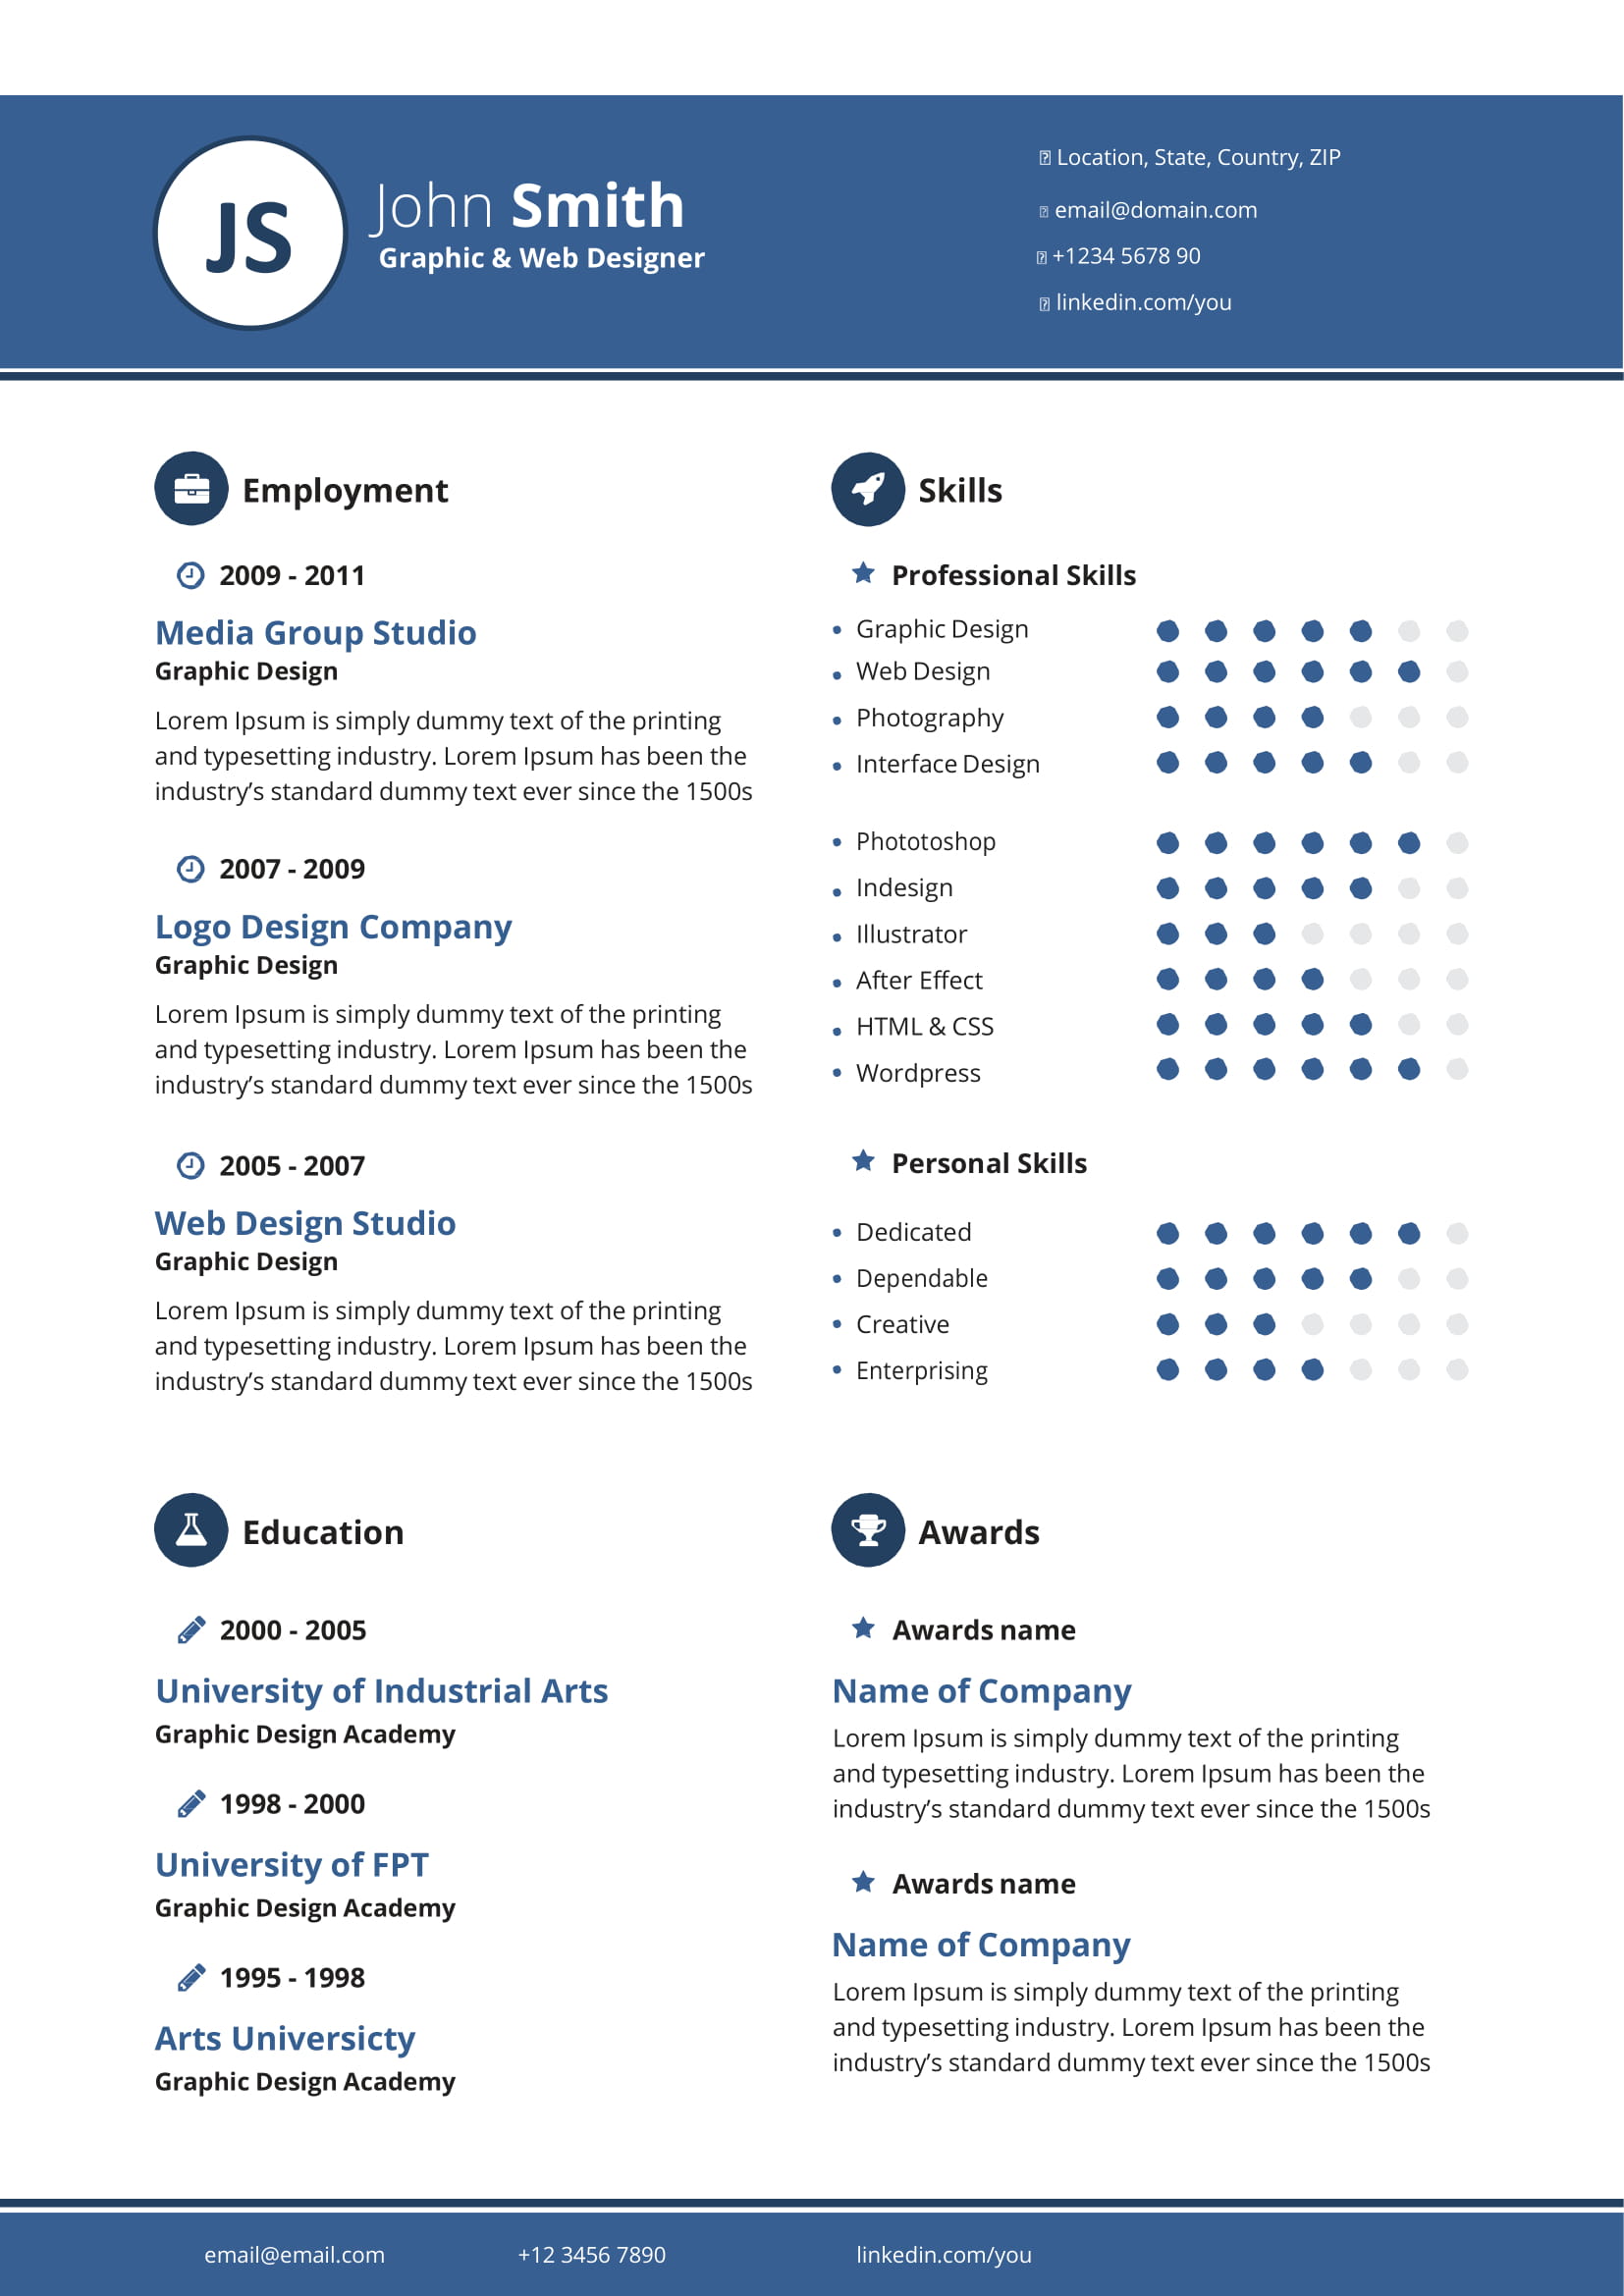 JS
John Smith
Graphic & Web Designer
Location, State, Country, ZIP
email@domain.com
+1234 5678 90
linkedin.com/you
Employment
2009 - 2011
Media Group Studio
Graphic Design
Lorem Ipsum is simply dummy text of the printing
and typesetting industry. Lorem Ipsum has been the
industry’s standard dummy text ever since the 1500s
2007 - 2009
Logo Design Company
Graphic Design
Lorem Ipsum is simply dummy text of the printing
and typesetting industry. Lorem Ipsum has been the
industry’s standard dummy text ever since the 1500s
2005 - 2007
Web Design Studio
Graphic Design
Lorem Ipsum is simply dummy text of the printing
and typesetting industry. Lorem Ipsum has been the
industry’s standard dummy text ever since the 1500s
Skills
Professional Skills
• Graphic Design
• Web Design
• Photography
• Interface Design
• Phototoshop
• Indesign
• Illustrator
• After Effect
• HTML & CSS
• Wordpress
Personal Skills
• Dedicated
• Dependable
• Creative
• Enterprising
Education
2000 - 2005
University of Industrial Arts
Graphic Design Academy
1998 - 2000
University of FPT
Graphic Design Academy
1995 - 1998
Arts Universicty
Graphic Design Academy
Awards
Awards name
Name of Company
Lorem Ipsum is simply dummy text of the printing
and typesetting industry. Lorem Ipsum has been the
industry’s standard dummy text ever since the 1500s
Awards name
Name of Company
Lorem Ipsum is simply dummy text of the printing
and typesetting industry. Lorem Ipsum has been the
industry’s standard dummy text ever since the 1500s
email@email.com +12 3456 7890 linkedin.com/you